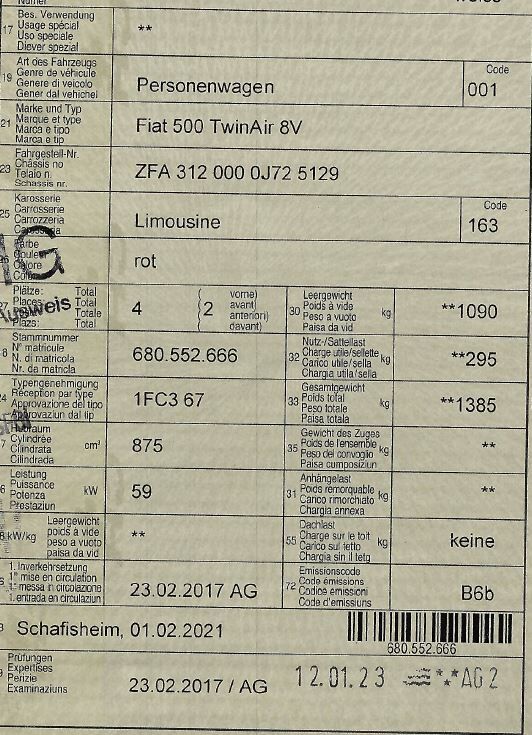 17 Bes. Verwendung
Usage spécial
Uso speciale
Diever spezial
**
19 Art des Fahrzeugs
Genre de véhicule
Genere di veicolo
Gener dal vehichel
Personenwagen
Code
001
21 Marke und Typ
Marque et type
Marca e tipo
Marca e tip
Fiat 500 TwinAir 8V
23 Fahrgestell-Nr.
Châssis no
Telaio n.
Schassis nr.
ZFA 312 000 0J72 5129
25 Karosserie
Carrosserie
Carrozzeria
Limousine
Code
163
Farbe
rot
Plätze: Total
Places: Total
Totale
Plazs: Total
4
(2
vorne)
avant)
anteriori)
davant)
30 Leergewicht
Poids à vide
Peso a vuoto
Paisa da vid
kg
**1090
Ausweis
Stammnummer
N° matricule
N. di matricola
Nr. da matricla
680.552.666
32 Nutz-/Sattellast
Charge utile/sellette
Carico utile/sella
Chargia utila/sella
kg
**295
24 Typengenehmigung
Réception par type
Approvazione del tipo
Approvaziun dal tip
1FC3 67
33 Gesamtgewicht
Poids total
Peso totale
Paisa totala
kg
**1385
Hubraum
Cylindrée
Cilindrata
Cilindrada
cm³
875
35 Gewicht des Zuges
Poids de l'ensemble
Peso del convoglio
Paisa cumposiziun
kg
**
Leistung
Puissance
Potenza
Prestaziun
kW
59
31 Anhängelast
Poids remorquable
Carico rimorchiato
Chargia annexa
kg
**
kW/kg
Leergewicht
poids à vide
peso a vuoto
paisa da vid
**
55 Dachlast
Charge sur le toit
Carico sul tetto
Chargia sin il tetg
kg
keine
1. Inverkehrsetzung
1re mise en circulation
1a messa in circolazione
1. entrada en circulaziun
23.02.2017 AG
72 Emissionscode
Code émissions
Codice emissioni
Code d'emissiuns
B6b
Schafisheim, 01.02.2021
680.552.666
Prüfungen
Expertises
Perizie
Examinaziuns
23.02.2017 / AG
12.01.23
AG2